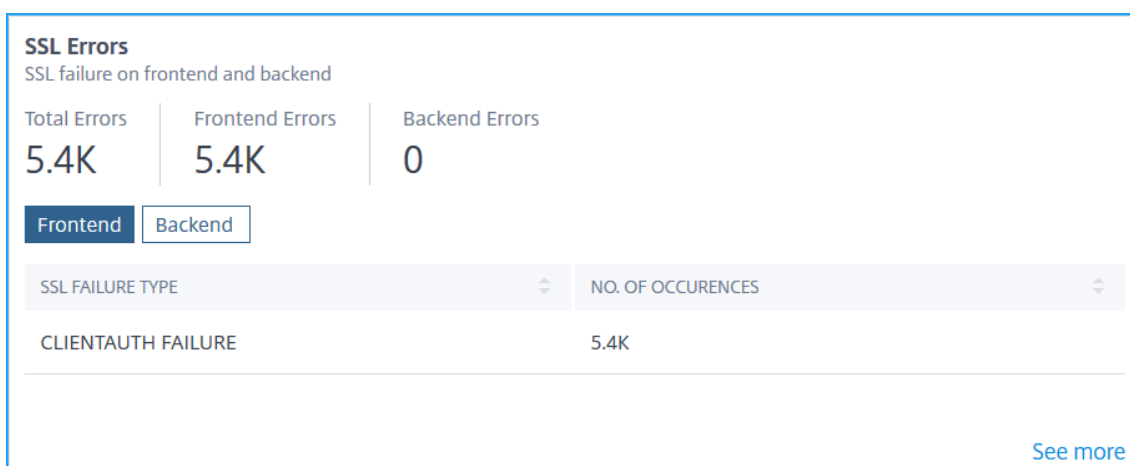 SSL Errors
SSL failure on frontend and backend
Total Errors Frontend Errors Backend Errors
5.4K 5.4K 0
Frontend Backend
SSL FAILURE TYPE NO. OF OCCURENCES
CLIENTAUTH FAILURE 5.4K
See more